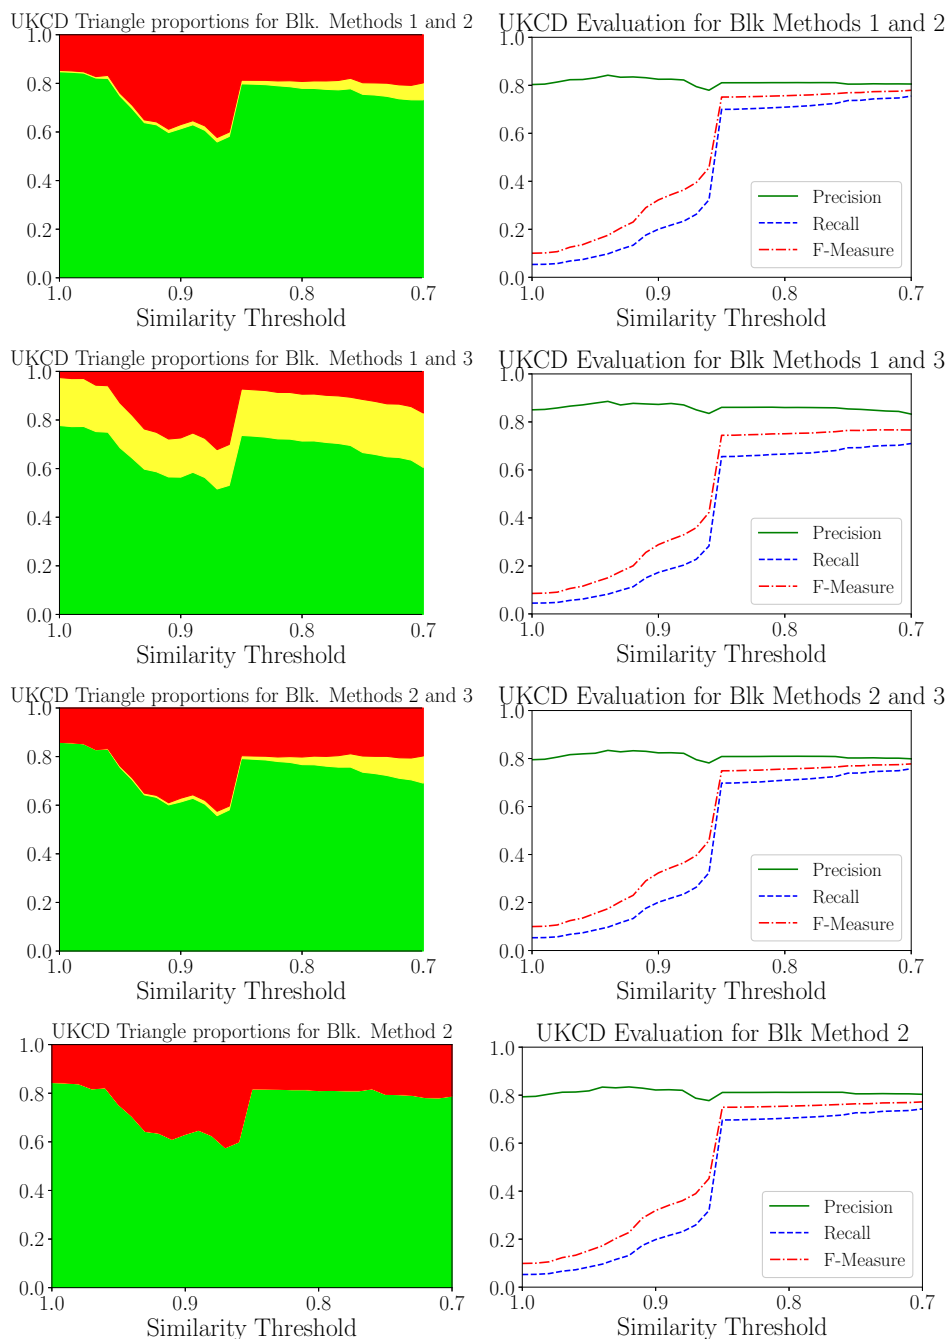 UKCD Triangle proportions for Blk. Methods 1 and 2
1.0
0.8
0.6
0.4
0.2
0.0
1.0 0.9 0.8 0.7
Similarity Threshold
UKCD Evaluation for Blk Methods 1 and 2
1.0
0.8
0.6
0.4
0.2
0.0
Precision
Recall
F-Measure
1.0 0.9 0.8 0.7
Similarity Threshold
UKCD Triangle proportions for Blk. Methods 1 and 3
1.0
0.8
0.6
0.4
0.2
0.0
1.0 0.9 0.8 0.7
Similarity Threshold
UKCD Evaluation for Blk Methods 1 and 3
1.0
0.8
0.6
0.4
0.2
0.0
Precision
Recall
F-Measure
1.0 0.9 0.8 0.7
Similarity Threshold
UKCD Triangle proportions for Blk. Methods 2 and 3
1.0
0.8
0.6
0.4
0.2
0.0
1.0 0.9 0.8 0.7
Similarity Threshold
UKCD Evaluation for Blk Methods 2 and 3
1.0
0.8
0.6
0.4
0.2
0.0
Precision
Recall
F-Measure
1.0 0.9 0.8 0.7
Similarity Threshold
UKCD Triangle proportions for Blk. Method 2
1.0
0.8
0.6
0.4
0.2
0.0
1.0 0.9 0.8 0.7
Similarity Threshold
UKCD Evaluation for Blk Method 2
1.0
0.8
0.6
0.4
0.2
0.0
Precision
Recall
F-Measure
1.0 0.9 0.8 0.7
Similarity Threshold